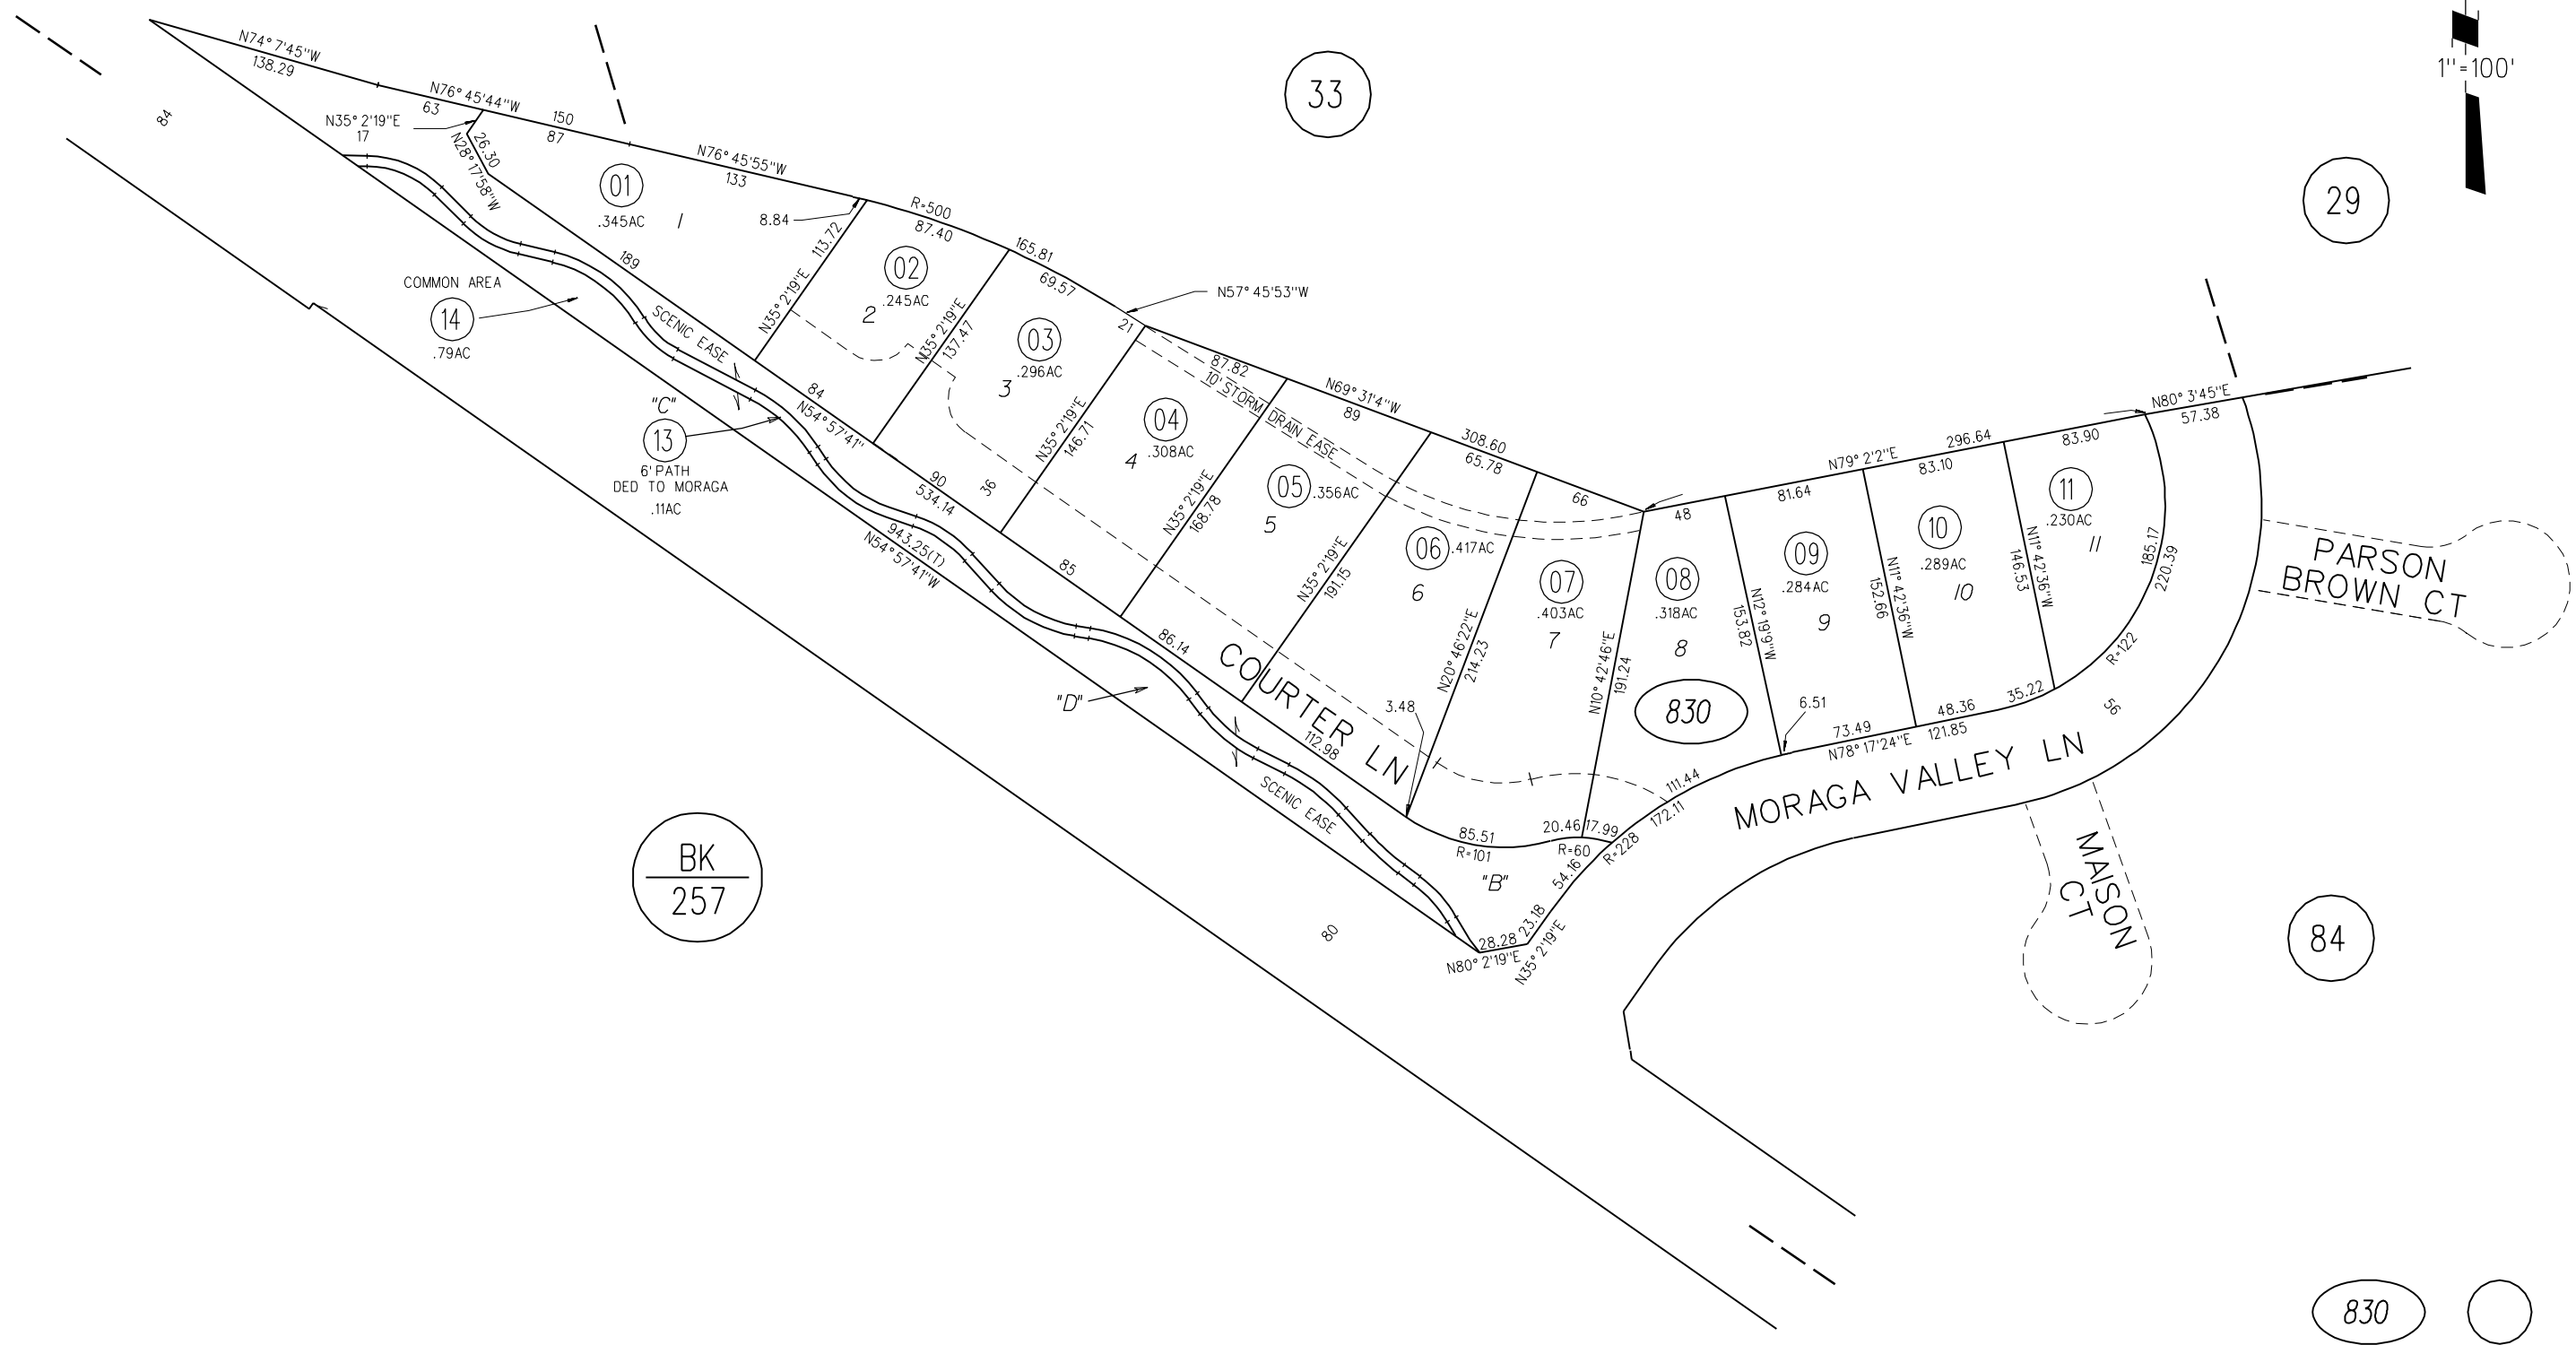 1"=100'
33
29
N74° 7'45"W
138.29
N76° 45'44"W
63
150
87
N35° 2'19"E
17
26.30
N28° 17'58"W
84
N76° 45'55"W
133
01
.345AC
1
8.84
189
113.72
N35° 2'19"E
R=500
87.40
02
.245AC
2
165.81
69.57
N57° 45'53"W
21
N35° 2'19"E
137.47
03
.296AC
3
COMMON AREA
14
.79AC
SCENIC EASE
"C"
13
6' PATH
DED TO MORAGA
.11AC
84
N54° 57'41"
90
534.14
36
943.25(T)
N54° 57'41"W
N35° 2'19"E
146.71
04
.308AC
4
87.82
10' STORM DRAIN EASE
N69° 31'4"W
89
308.60
65.78
66
N35° 2'19"E
168.78
05
.356AC
5
85
86.14
N35° 2'19"E
191.15
06
.417AC
6
N20° 46'22"E
214.23
07
.403AC
7
N10° 42'46"E
191.24
48
08
.318AC
8
830
N12° 19'9"W
153.82
81.64
N79° 2'2"E
296.64
09
.284AC
9
N11° 42'36"W
152.66
83.10
10
.289AC
10
N11° 42'36"W
146.53
83.90
11
.230AC
11
N80° 3'45"E
57.38
185.17
220.39
R=122
56
PARSON
BROWN CT
COURTER LN
112.98
3.48
6.51
73.49
N78° 17'24"E
48.36
121.85
35.22
MORAGA VALLEY LN
111.44
172.11
R=228
20.46
17.99
R=60
85.51
R=101
54.16
"B"
"D"
SCENIC EASE
23.18
28.28
N80° 2'19"E
N35° 2'19"E
80
MAISON
CT
BK
257
84
830